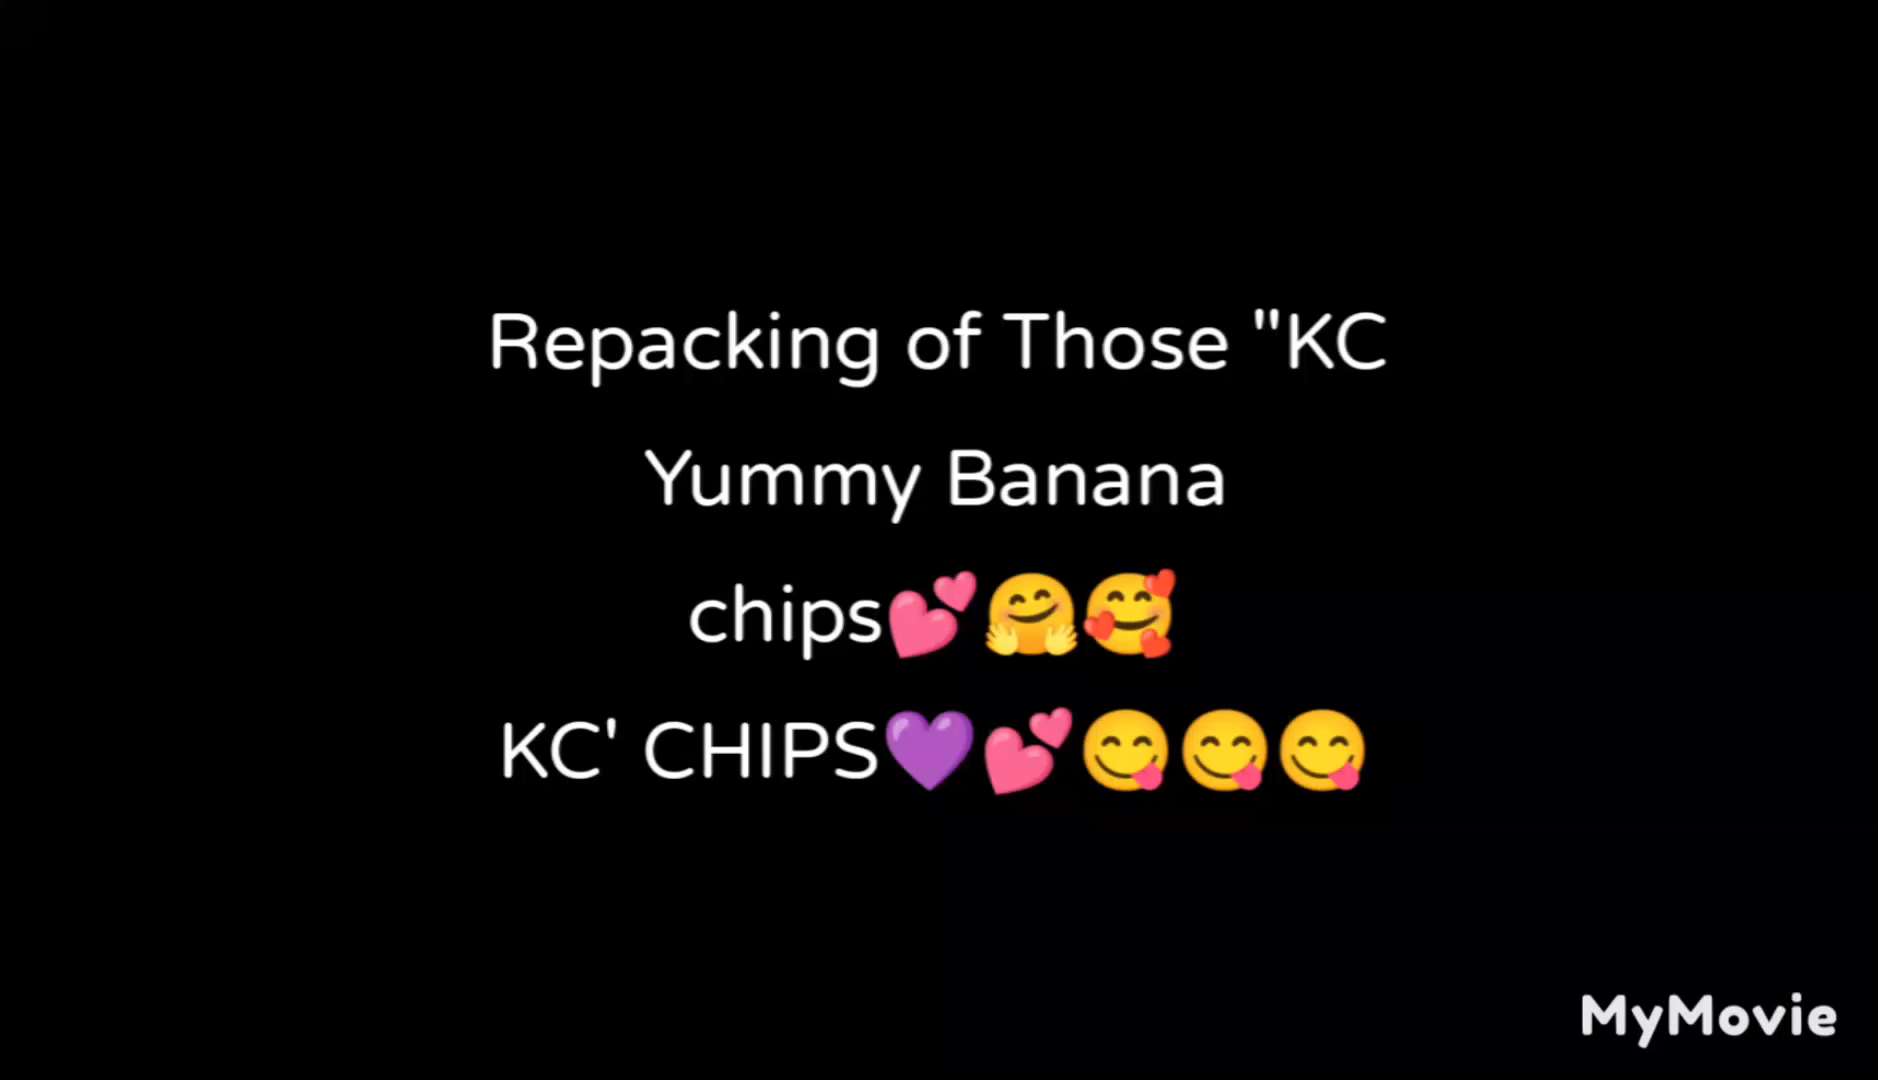 Repacking of Those "KC
Yummy Banana
chips💕🤗🥰
KC' CHIPS💜💕😋😋😋
MyMovie